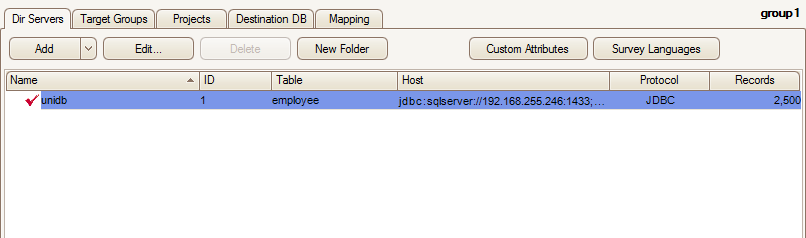 Dir Servers Target Groups Projects Destination DB Mapping group1
Add Edit... Delete New Folder Custom Attributes Survey Languages
Name ID Table Host Protocol Records
unidb 1 employee jdbc:sqlserver://192.168.255.246:1433;... JDBC 2,500